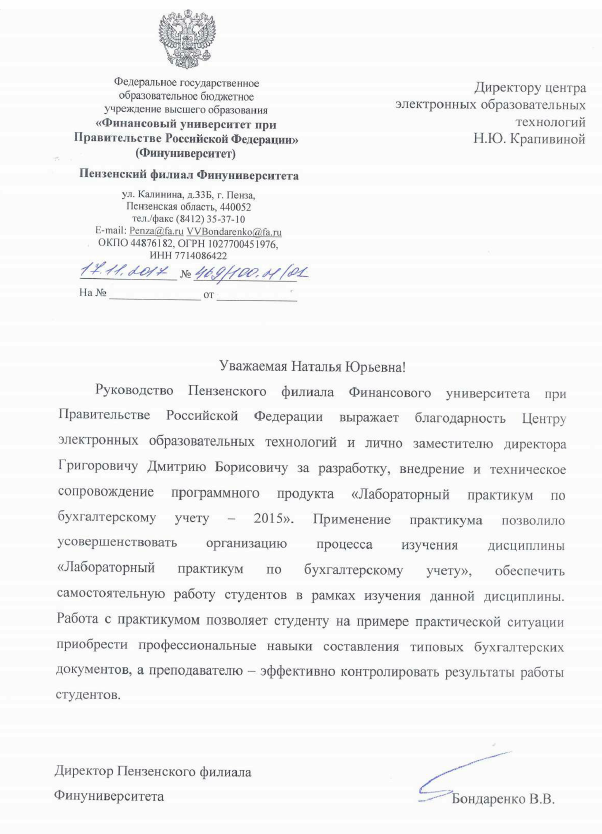 Федеральное государственное
образовательное бюджетное
учреждение высшего образования
«Финансовый университет при
Правительстве Российской Федерации»
(Финуниверситет)
Пензенский филиал Финуниверситета
ул. Калинина, д.33Б, г. Пенза,
Пензенская область, 440052
тел./факс (8412) 35-37-10
E-mail: Penza@fa.ru VVBondarenko@fa.ru
ОКПО 44876182, ОГРН 1027700451976,
ИНН 7714086422
17.11.2017 №
На № ______________ от ____________
Директору центра
электронных образовательных
технологий
Н.Ю. Крапивиной
Уважаемая Наталья Юрьевна!
Руководство Пензенского филиала Финансового университета при
Правительстве Российской Федерации выражает благодарность Центру
электронных образовательных технологий и лично заместителю директора
Григоровичу Дмитрию Борисовичу за разработку, внедрение и техническое
сопровождение программного продукта «Лабораторный практикум по
бухгалтерскому учету – 2015». Применение практикума позволило
усовершенствовать организацию процесса изучения дисциплины
«Лабораторный практикум по бухгалтерскому учету», обеспечить
самостоятельную работу студентов в рамках изучения данной дисциплины.
Работа с практикумом позволяет студенту на примере практической ситуации
приобрести профессиональные навыки составления типовых бухгалтерских
документов, а преподавателю – эффективно контролировать результаты работы
студентов.
Директор Пензенского филиала
Финуниверситета
Бондаренко В.В.